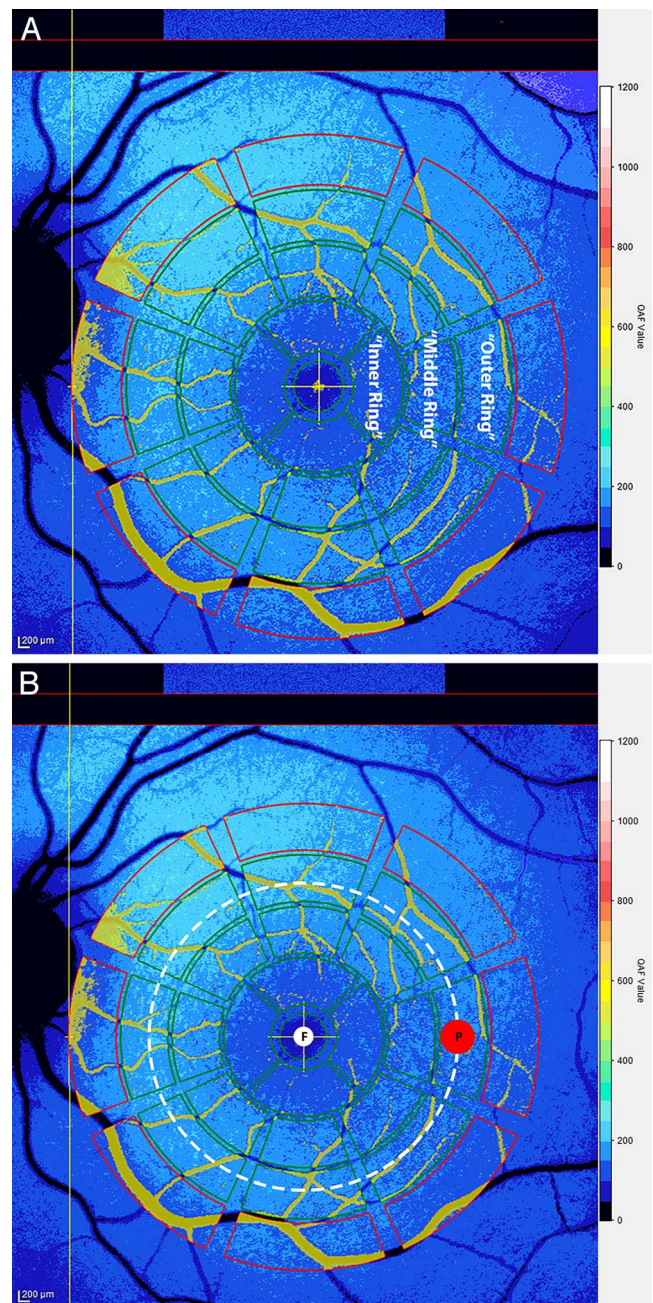 A
1200
1000
800
600
400
200
0
QAF Value
"Inner Ring"
"Middle Ring"
"Outer Ring"
200 µm
B
1200
1000
800
600
400
200
0
QAF Value
F
P
200 µm